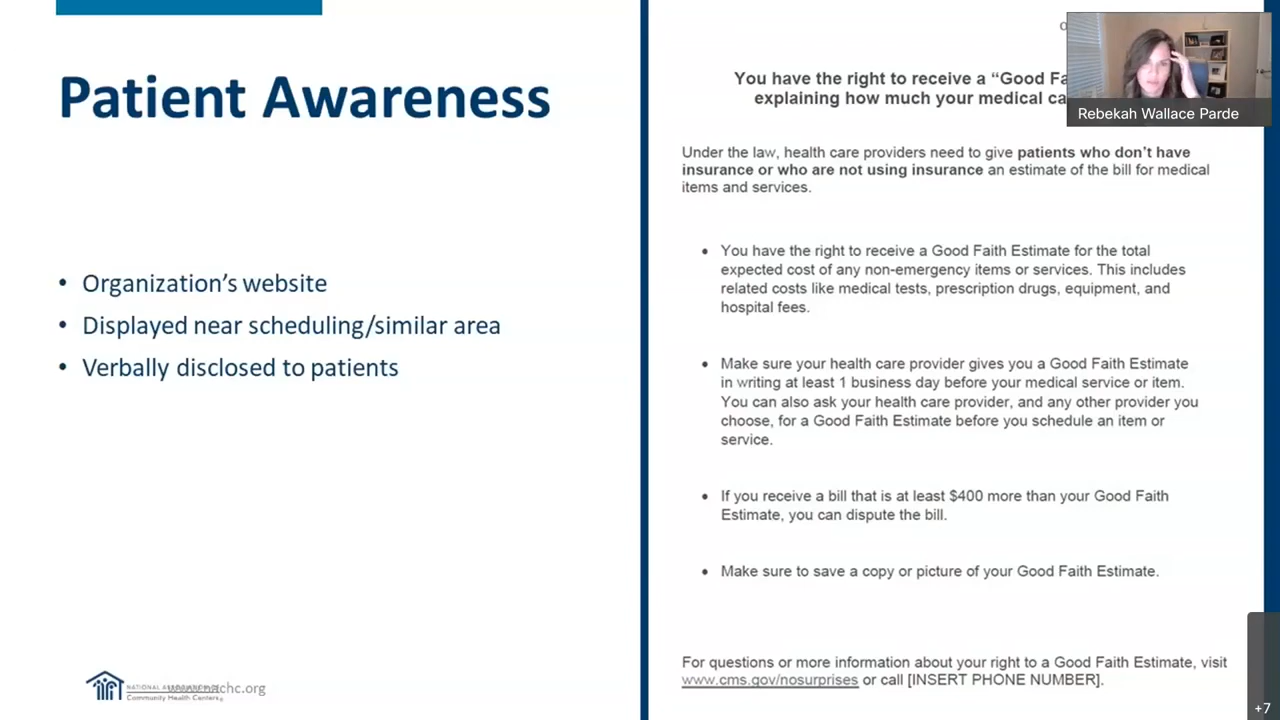 Patient Awareness
• Organization's website
• Displayed near scheduling/similar area
• Verbally disclosed to patients
NATIONAL ASSOCIATION OF
Community Health Centers
www.nachc.org
You have the right to receive a “Good Fa
explaining how much your medical ca
Rebekah Wallace Parde
Under the law, health care providers need to give patients who don’t have
insurance or who are not using insurance an estimate of the bill for medical
items and services.
• You have the right to receive a Good Faith Estimate for the total
expected cost of any non-emergency items or services. This includes
related costs like medical tests, prescription drugs, equipment, and
hospital fees.
• Make sure your health care provider gives you a Good Faith Estimate
in writing at least 1 business day before your medical service or item.
You can also ask your health care provider, and any other provider you
choose, for a Good Faith Estimate before you schedule an item or
service.
• If you receive a bill that is at least $400 more than your Good Faith
Estimate, you can dispute the bill.
• Make sure to save a copy or picture of your Good Faith Estimate.
For questions or more information about your right to a Good Faith Estimate, visit
www.cms.gov/nosurprises or call [INSERT PHONE NUMBER].
+7